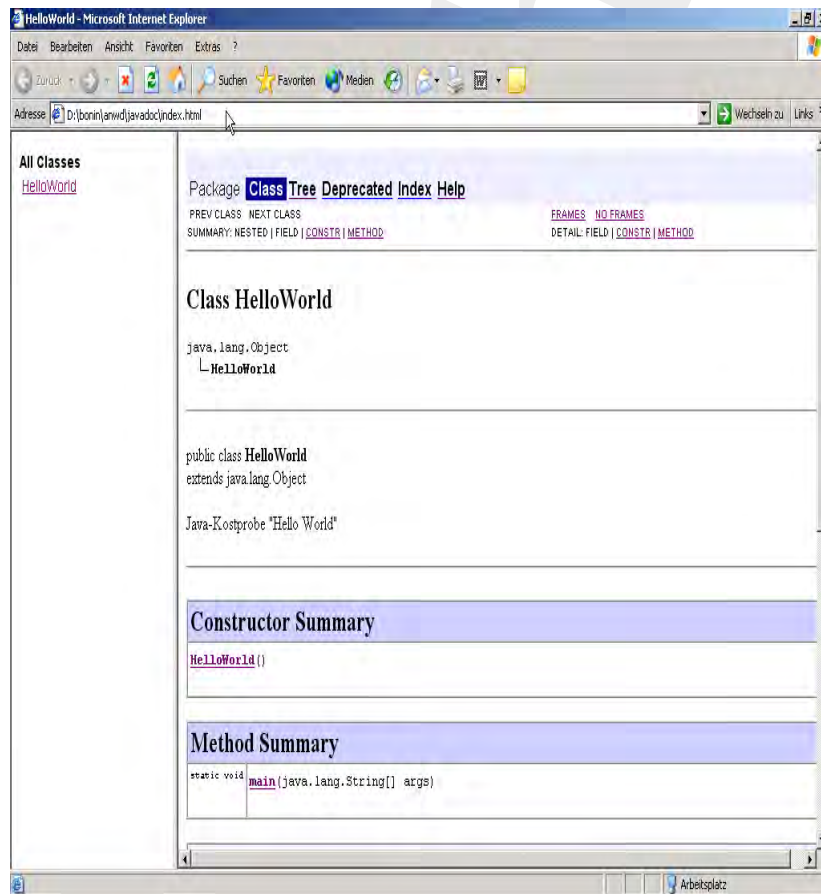 HelloWorld - Microsoft Internet Explorer
Datei Bearbeiten Ansicht Favoriten Extras ?
Zurück Suchen Favoriten Medien
Adresse D:\bonin\anwd\javadoc\index.html Wechseln zu Links
All Classes
HelloWorld
Package Class Tree Deprecated Index Help
PREV CLASS NEXT CLASS FRAMES NO FRAMES
SUMMARY: NESTED | FIELD | CONSTR | METHOD DETAIL: FIELD | CONSTR | METHOD
Class HelloWorld
java.lang.Object
HelloWorld
public class HelloWorld
extends java.lang.Object
Java-Kostprobe "Hello World"
Constructor Summary
HelloWorld()
Method Summary
static void main(java.lang.String[] args)
Arbeitsplatz